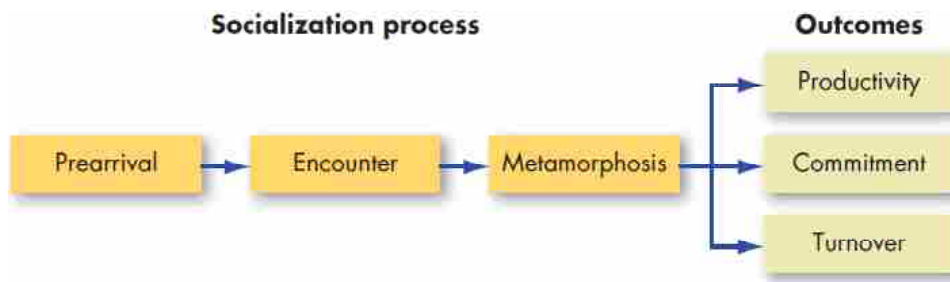 Socialization process
Outcomes
Productivity
Prearrival
Encounter
Metamorphosis
Commitment
Turnover